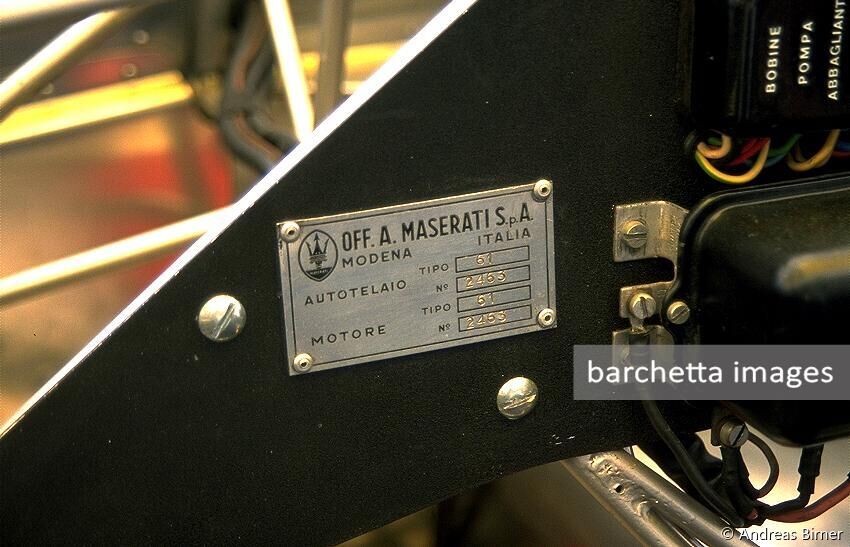 OFF. A. MASERATI S.p.A.
MODENA ITALIA
AUTOTELAIO TIPO 61
Nº 2453
TIPO 61
MOTORE Nº 2453
BOBINE
POMPA
ABBAGLIANT
barchetta images
© Andreas Birner